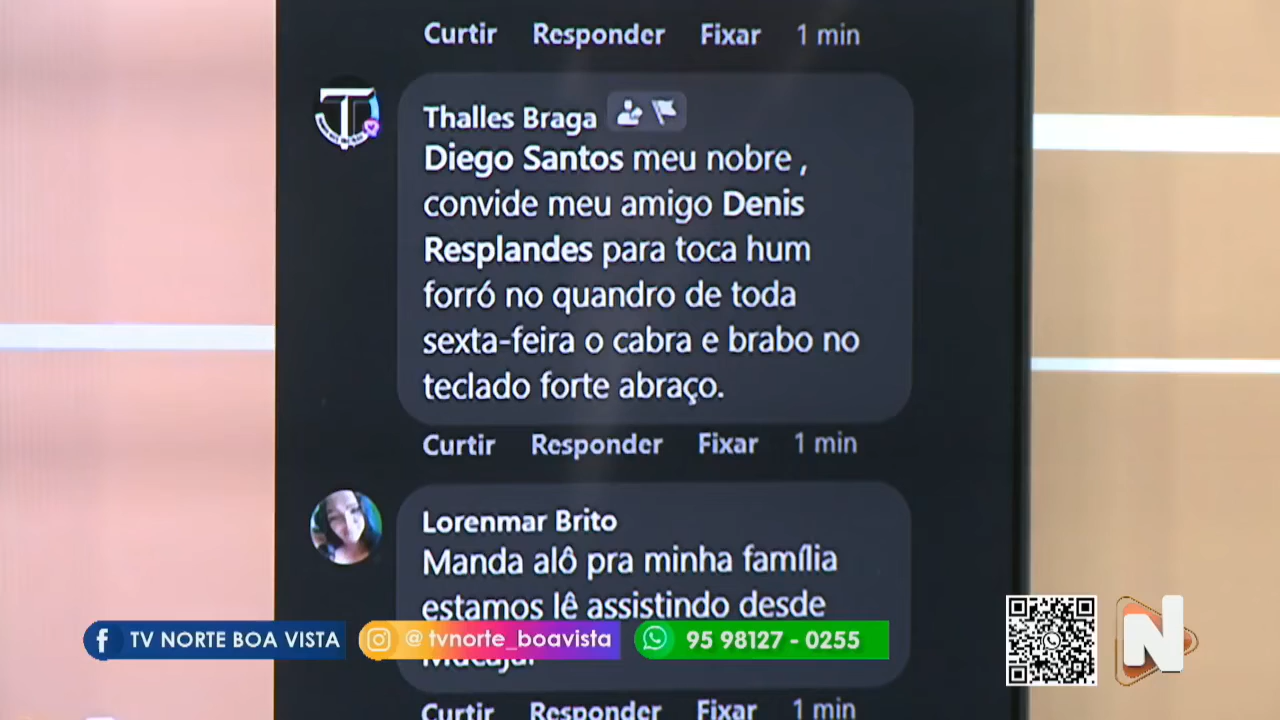 Curtir Responder Fixar 1 min
Thalles Braga
Diego Santos meu nobre ,
convide meu amigo Denis
Resplandes para toca hum
forró no quandro de toda
sexta-feira o cabra e brabo no
teclado forte abraço.
Curtir Responder Fixar 1 min
Lorenmar Brito
Manda alô pra minha família
estamos lê assistindo desde
TV NORTE BOA VISTA @tvnorte_boavista 95 98127 - 0255
N
Curtir Responder Fixar 1 min